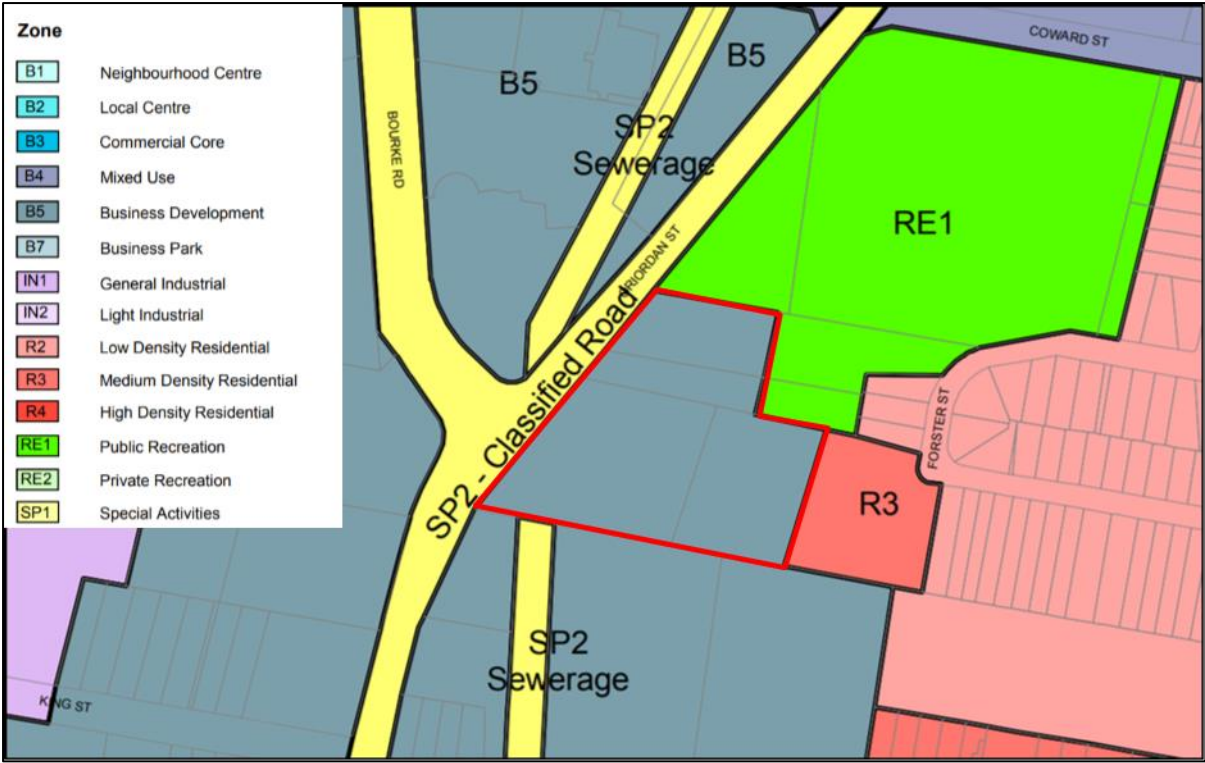 Zone
B1 Neighbourhood Centre
B2 Local Centre
B3 Commercial Core
B4 Mixed Use
B5 Business Development
B7 Business Park
IN1 General Industrial
IN2 Light Industrial
R2 Low Density Residential
R3 Medium Density Residential
R4 High Density Residential
RE1 Public Recreation
RE2 Private Recreation
SP1 Special Activities
COWARD ST
B5
B5
BOURKE RD
SP2
Sewerage
RE1
RIORDAN ST
SP2 - Classified Road
FORSTER ST
R3
SP2
Sewerage
KING ST